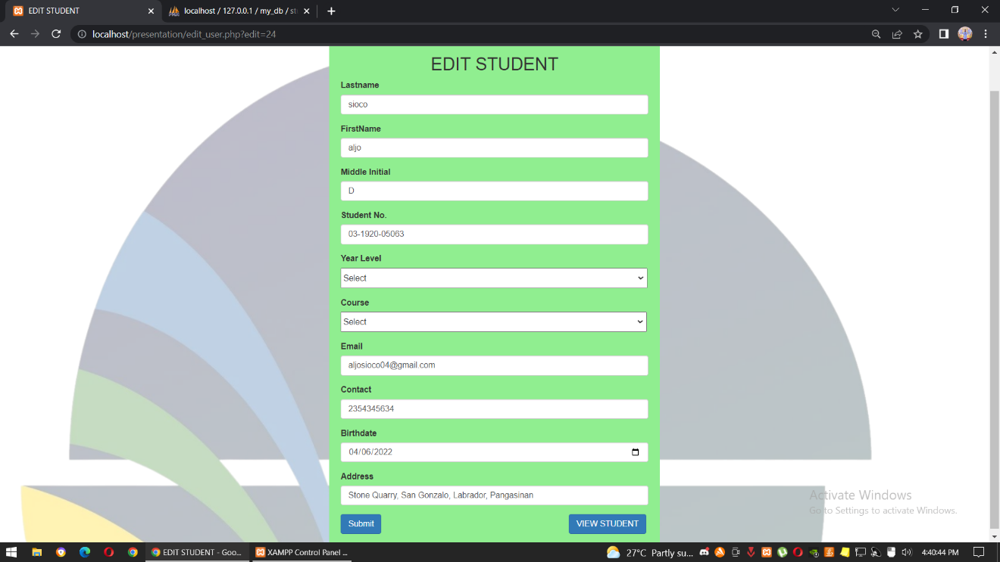 EDIT STUDENT
localhost / 127.0.0.1 / my_db / st
localhost/presentation/edit_user.php?edit=24
EDIT STUDENT
Lastname
sioco
FirstName
aljo
Middle Initial
D
Student No.
03-1920-05063
Year Level
Select
Course
Select
Email
aljosioco04@gmail.com
Contact
2354345634
Birthdate
04/06/2022
Address
Stone Quarry, San Gonzalo, Labrador, Pangasinan
Submit
VIEW STUDENT
Activate Windows
Go to Settings to activate Windows.
EDIT STUDENT - Goo...
XAMPP Control Panel ...
27°C Partly su...
4:40:44 PM